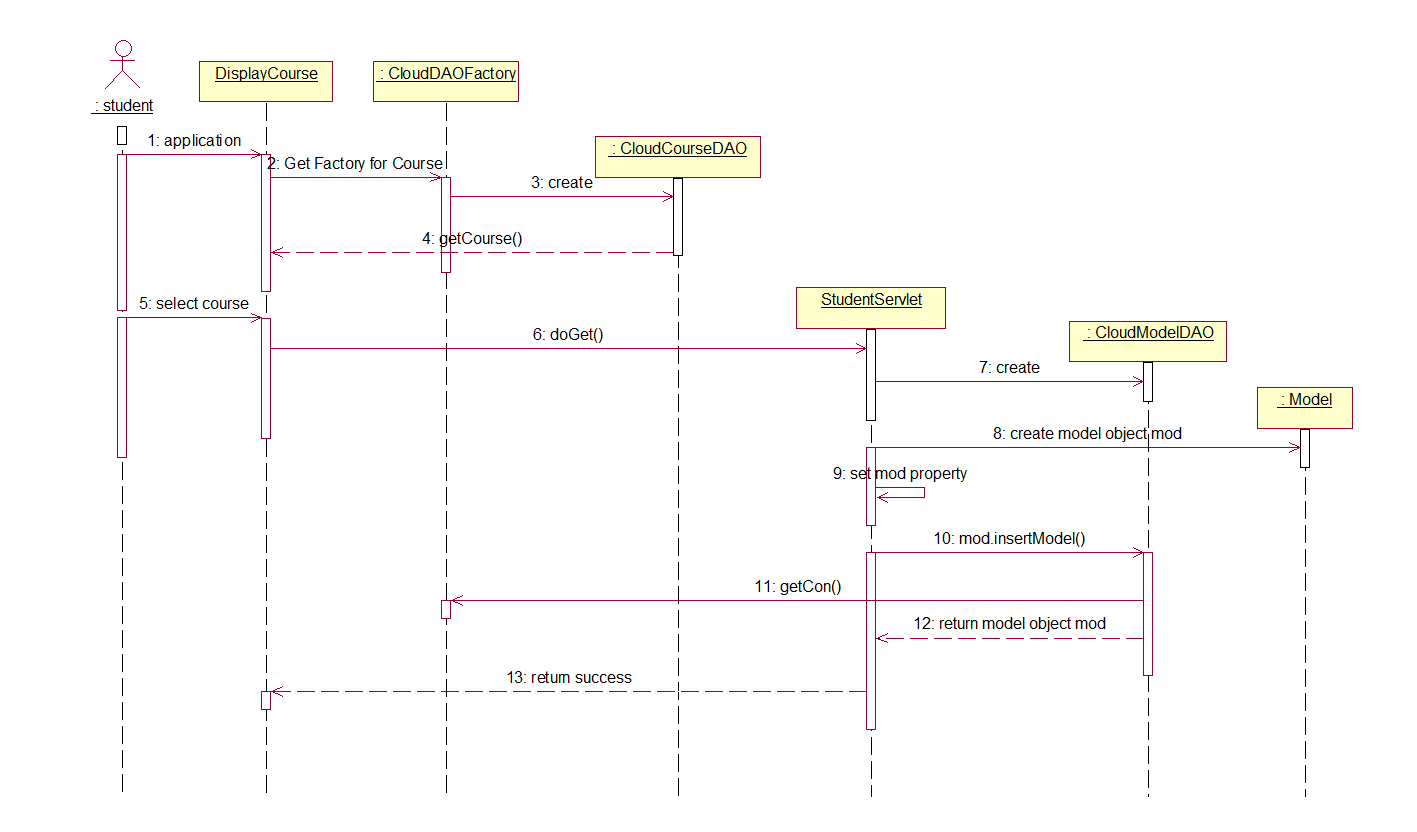 : student
DisplayCourse
: CloudDAOFactory
1: application
2: Get Factory for Course
: CloudCourseDAO
3: create
4: getCourse()
5: select course
StudentServlet
6: doGet()
: CloudModelDAO
7: create
: Model
8: create model object mod
9: set mod property
10: mod.insertModel()
11: getCon()
12: return model object mod
13: return success